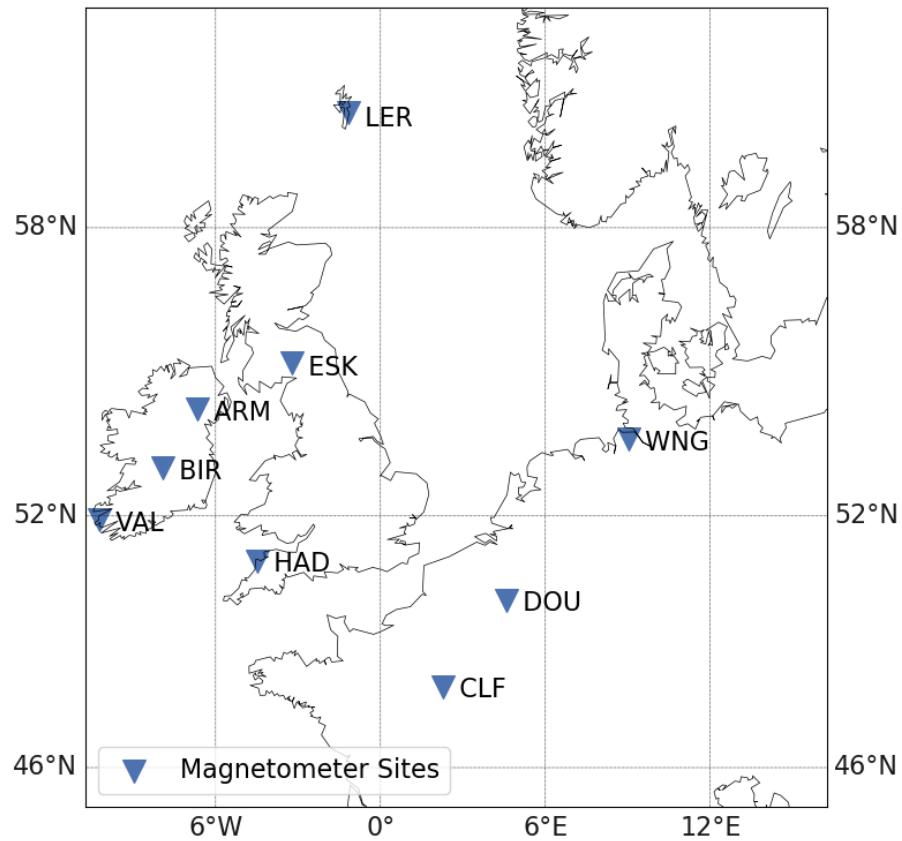 LER
58°N 58°N
ESK
ARM
WNG
BIR
52°N 52°N
VAL
HAD
DOU
CLF
46°N 46°N
Magnetometer Sites
6°W 0° 6°E 12°E